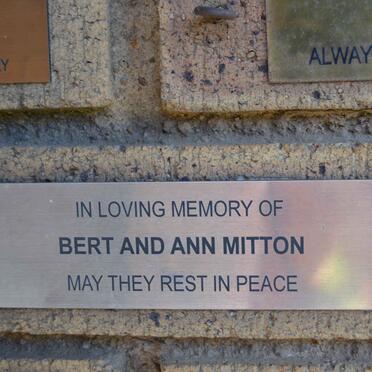 ALWAY
IN LOVING MEMORY OF
BERT AND ANN MITTON
MAY THEY REST IN PEACE